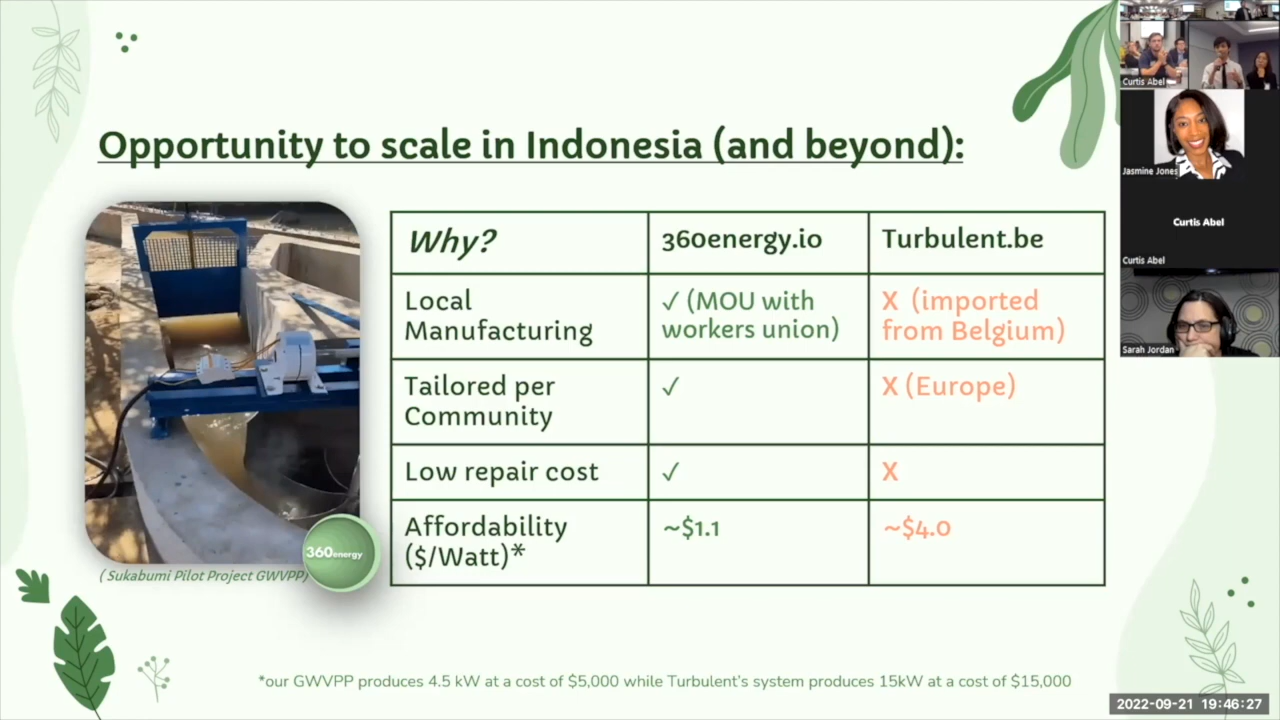 Opportunity to scale in Indonesia (and beyond):
Why?
360energy.io
Turbulent.be
Local
Manufacturing
✓ (MOU with
workers union)
X (imported
from Belgium)
Tailored per
Community
✓
X (Europe)
Low repair cost
✓
X
Affordability
($/Watt)*
~$1.1
~$4.0
360energy
( Sukabumi Pilot Project GWVPP)
*our GWVPP produces 4.5 kW at a cost of $5,000 while Turbulent's system produces 15kW at a cost of $15,000
Curtis Abel
Jasmine Jones
Curtis Abel
Curtis Abel
Sarah Jordan
2022-09-21 19:46:27